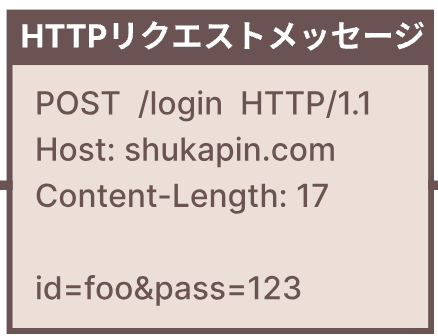 HTTPリクエストメッセージ
POST /login HTTP/1.1
Host: shukapin.com
Content-Length: 17

id=foo&pass=123